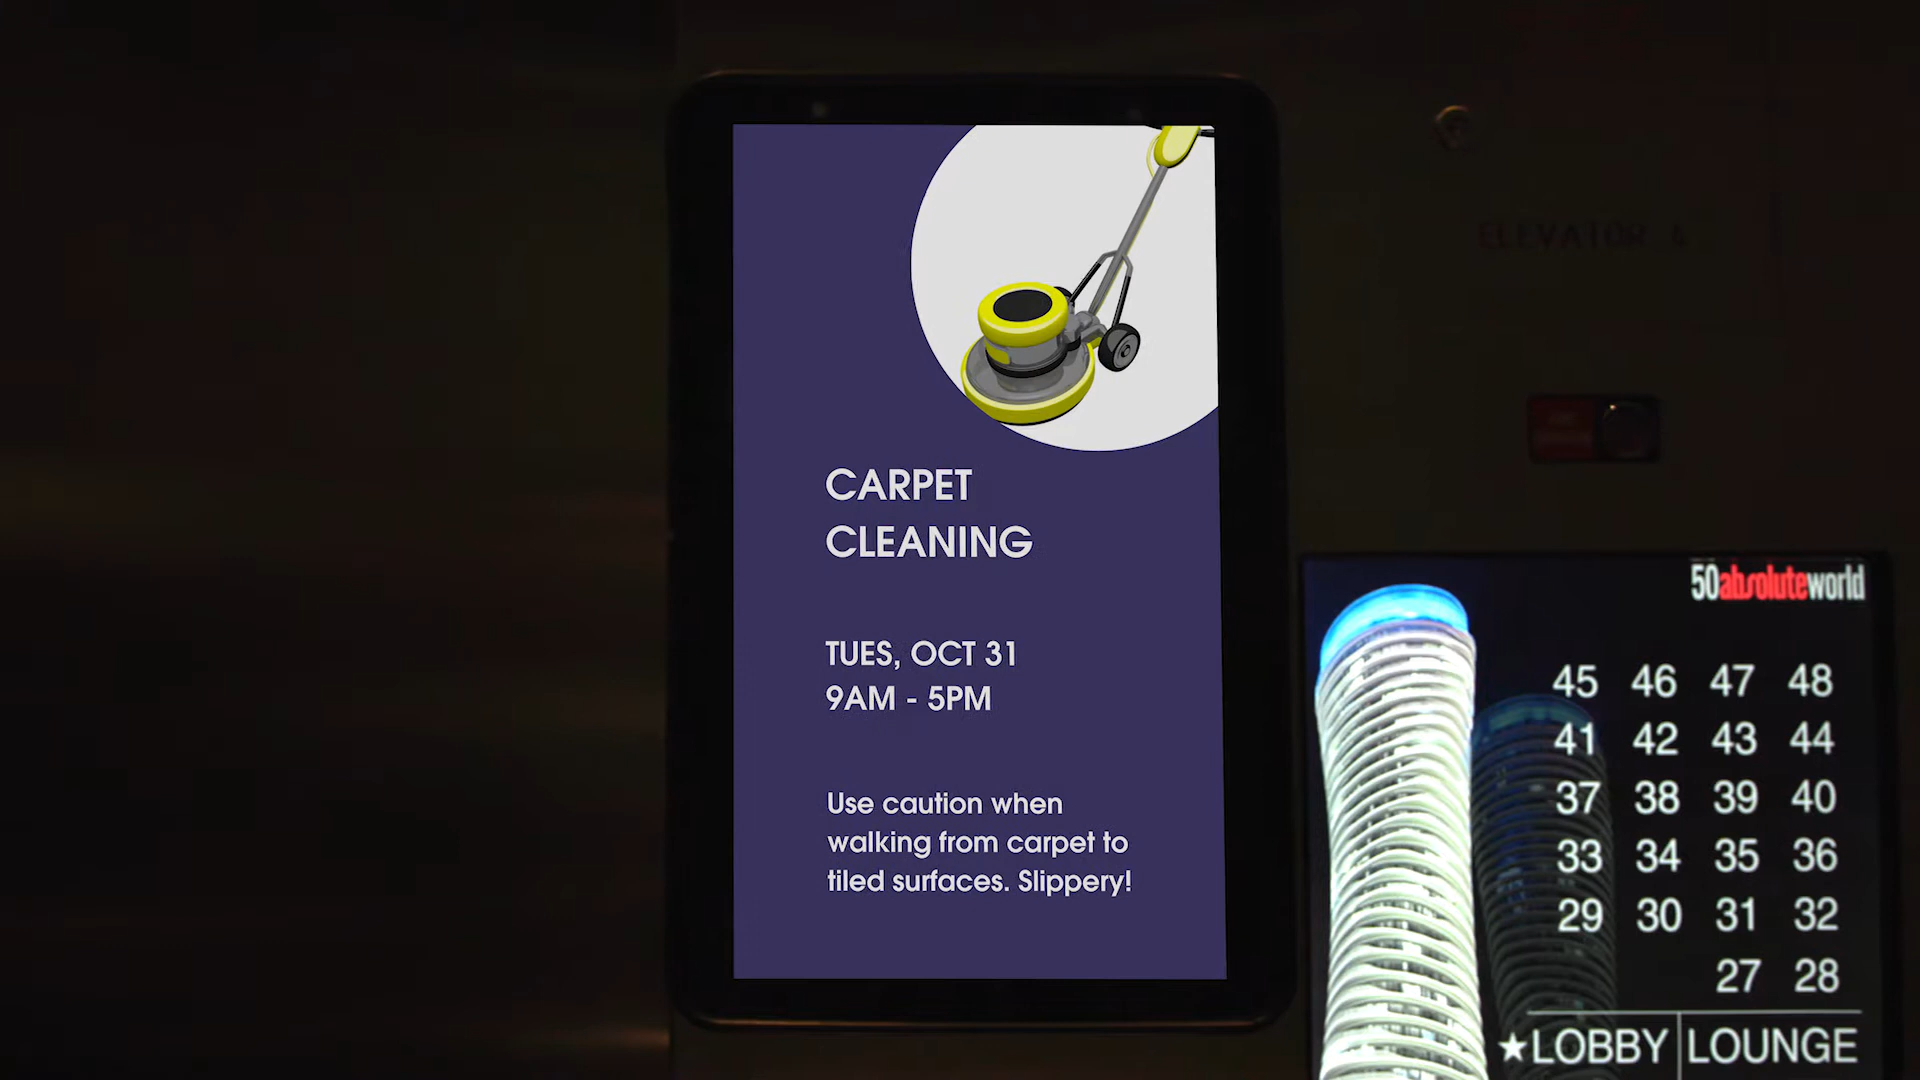 CARPET
CLEANING
TUES, OCT 31
9AM - 5PM
Use caution when
walking from carpet to
tiled surfaces. Slippery!
ELEVATOR
50absoluteworld
45 46 47 48
41 42 43 44
37 38 39 40
33 34 35 36
29 30 31 32
27 28
★LOBBY LOUNGE